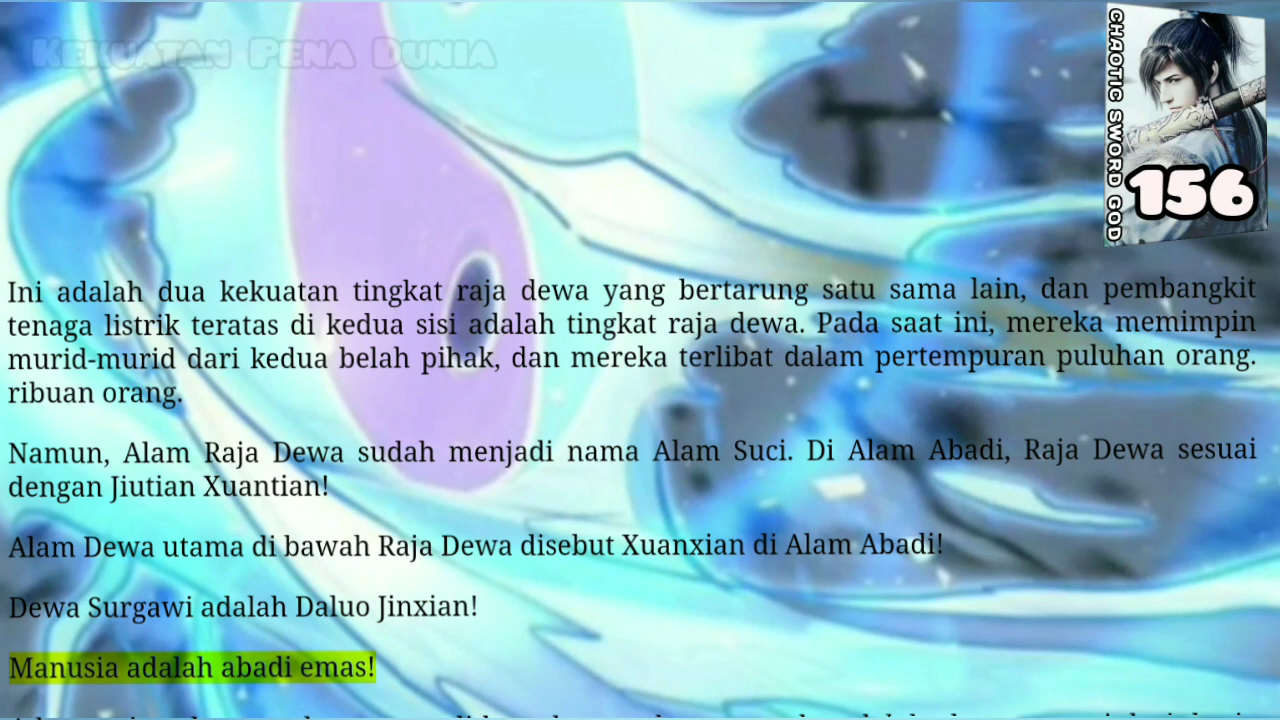 KEKUATAN PENA DUNIA
CHAOTIC SWORD GOD
156
Ini adalah dua kekuatan tingkat raja dewa yang bertarung satu sama lain, dan pembangkit
tenaga listrik teratas di kedua sisi adalah tingkat raja dewa. Pada saat ini, mereka memimpin
murid-murid dari kedua belah pihak, dan mereka terlibat dalam pertempuran puluhan orang.
ribuan orang.
Namun, Alam Raja Dewa sudah menjadi nama Alam Suci. Di Alam Abadi, Raja Dewa sesuai
dengan Jiutian Xuantian!
Alam Dewa utama di bawah Raja Dewa disebut Xuanxian di Alam Abadi!
Dewa Surgawi adalah Daluo Jinxian!
Manusia adalah abadi emas!